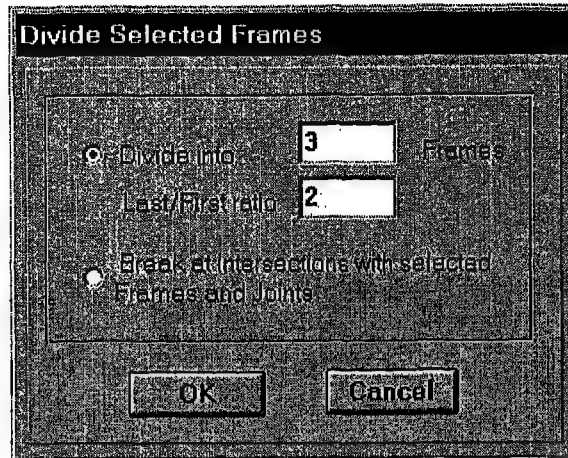 Divide Selected Frames
Divide into 3 Frames
Last/First ratio 2
Break at intersections with selected
Frames and Joints
OK Cancel